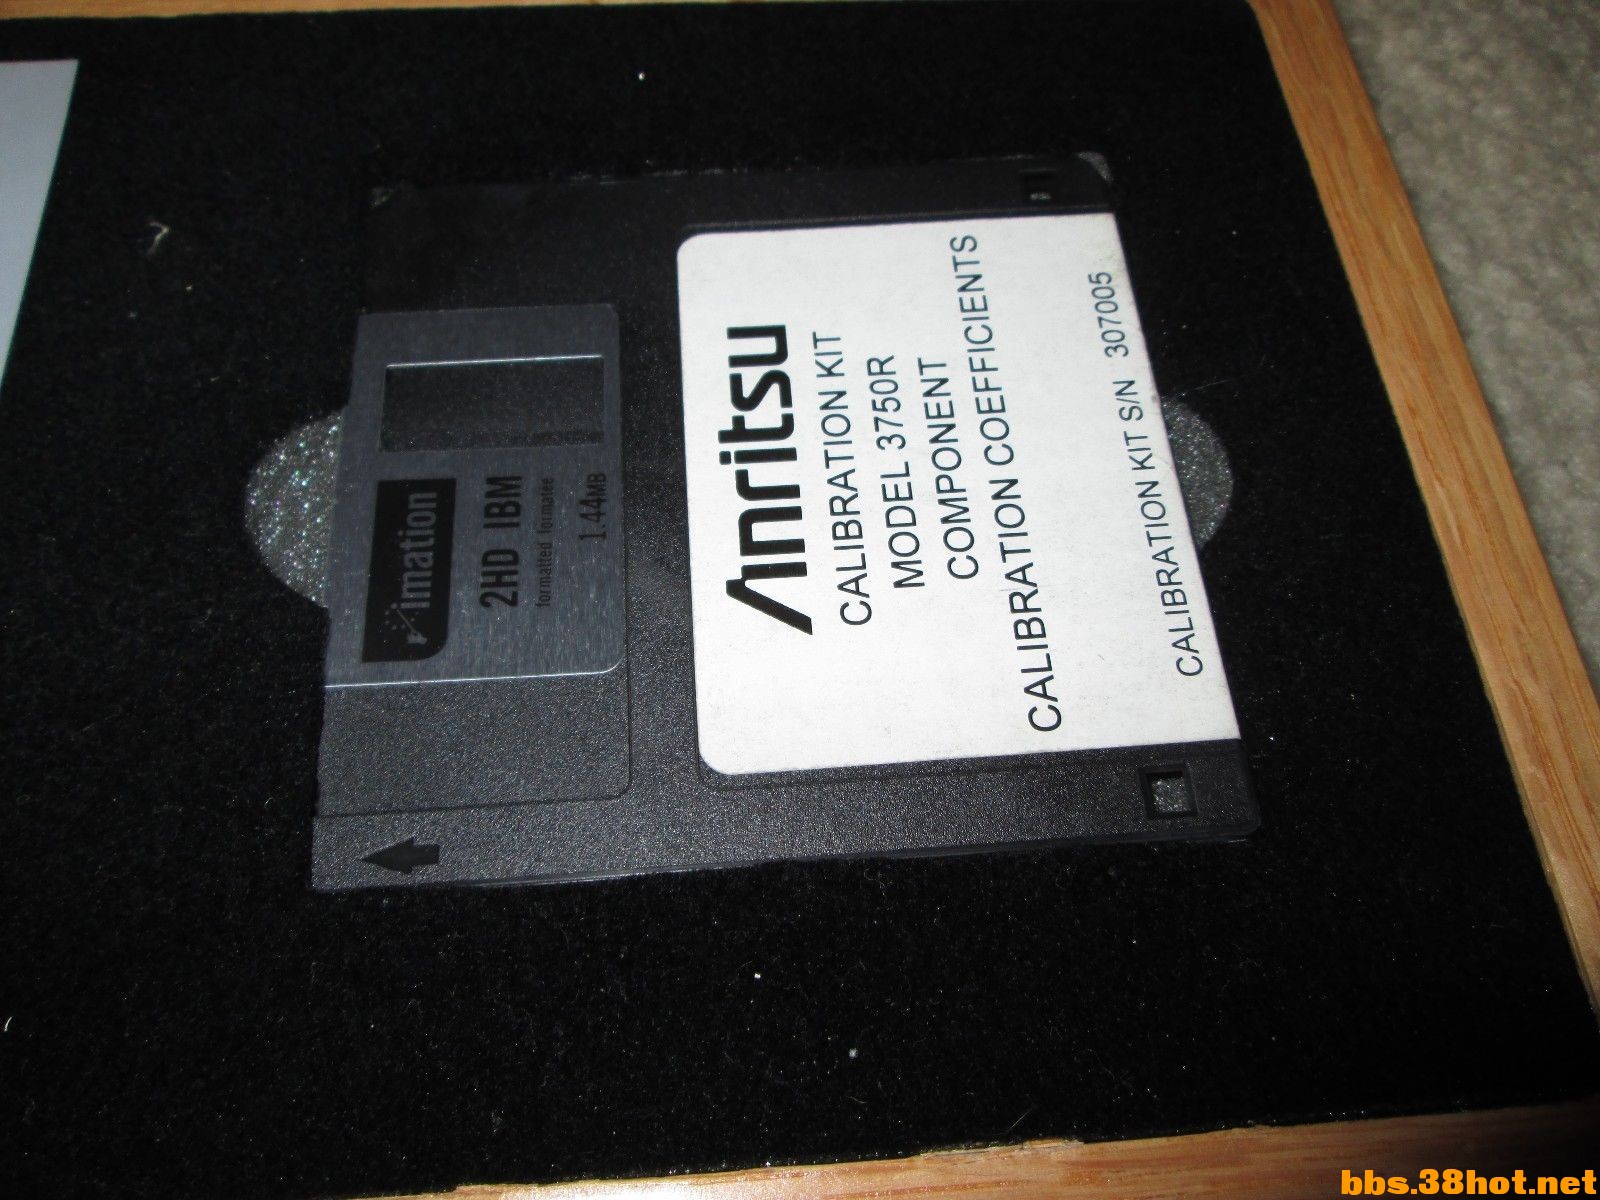 imation
2HD IBM
formatted formatee
1.44MB
Anritsu
CALIBRATION KIT
MODEL 3750R
COMPONENT
CALIBRATION COEFFICIENTS
CALIBRATION KIT S/N 307005
bbs.38hot.net